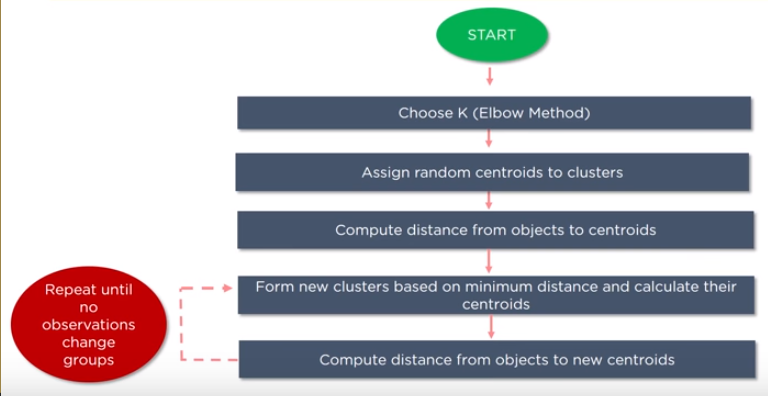 START
Choose K (Elbow Method)
Assign random centroids to clusters
Compute distance from objects to centroids
Form new clusters based on minimum distance and calculate their
centroids
Repeat until
no
observations
change
groups
Compute distance from objects to new centroids